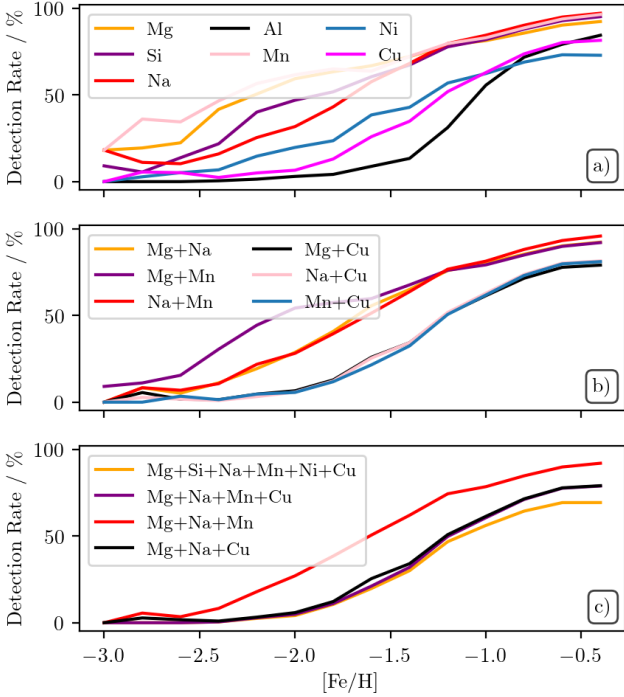 100
50
0
Detection Rate / %
Mg
Si
Na
Al
Mn
Ni
Cu
a)
100
50
0
Detection Rate / %
Mg+Na
Mg+Mn
Na+Mn
Mg+Cu
Na+Cu
Mn+Cu
b)
100
50
0
Detection Rate / %
Mg+Si+Na+Mn+Ni+Cu
Mg+Na+Mn+Cu
Mg+Na+Mn
Mg+Na+Cu
c)
−3.0 −2.5 −2.0 −1.5 −1.0 −0.5
[Fe/H]